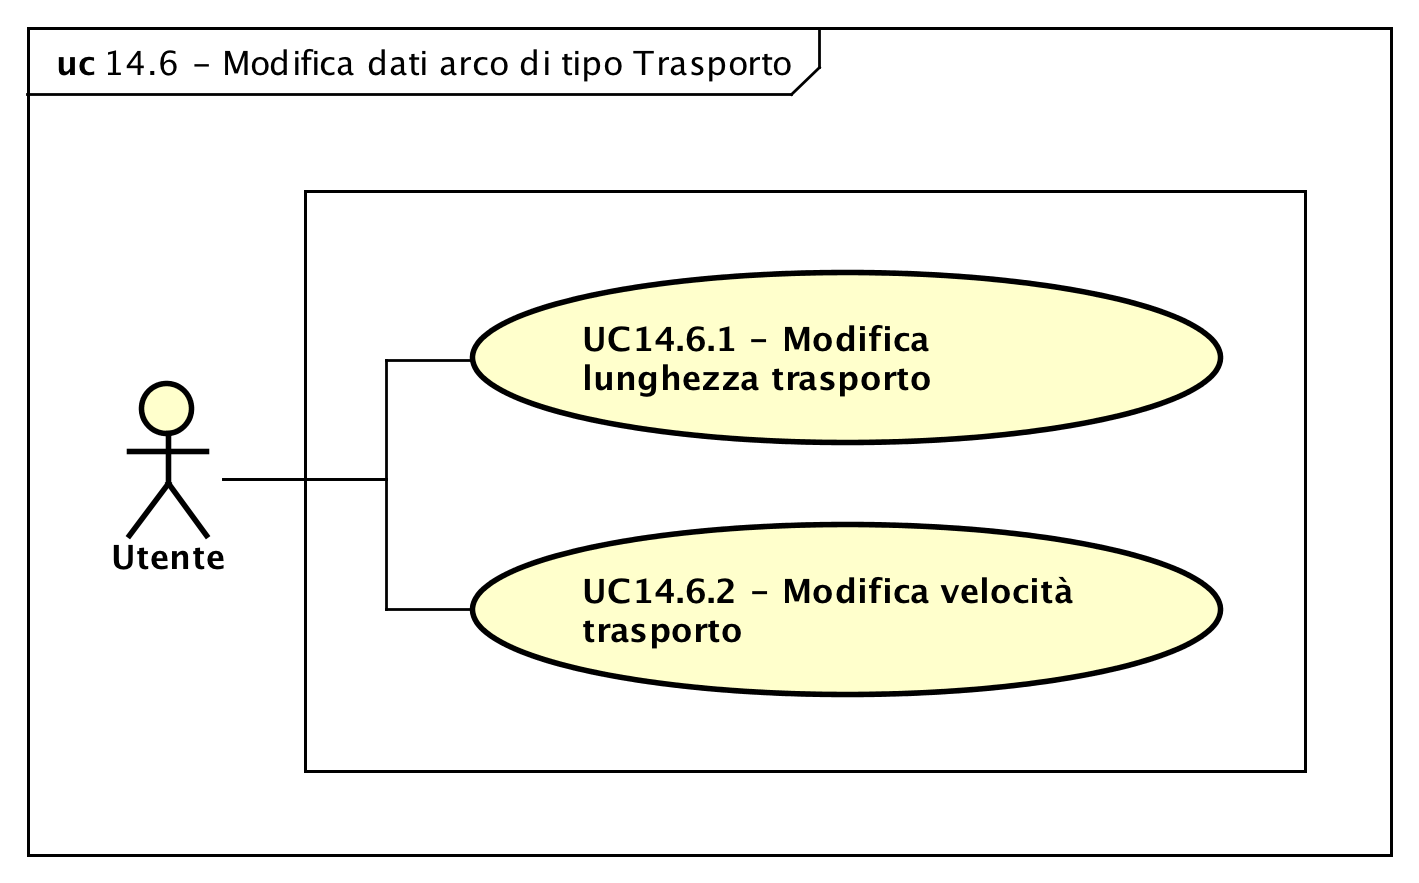 uc 14.6 – Modifica dati arco di tipo Trasporto
UC14.6.1 – Modifica
lunghezza trasporto
Utente
UC14.6.2 – Modifica velocità
trasporto